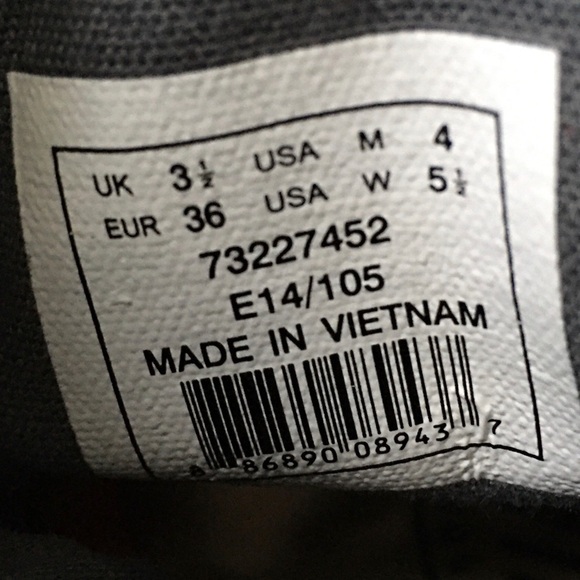 UK 3½ USA M 4
EUR 36 USA W 5½
73227452
E14/105
MADE IN VIETNAM
8 86890 08943 7